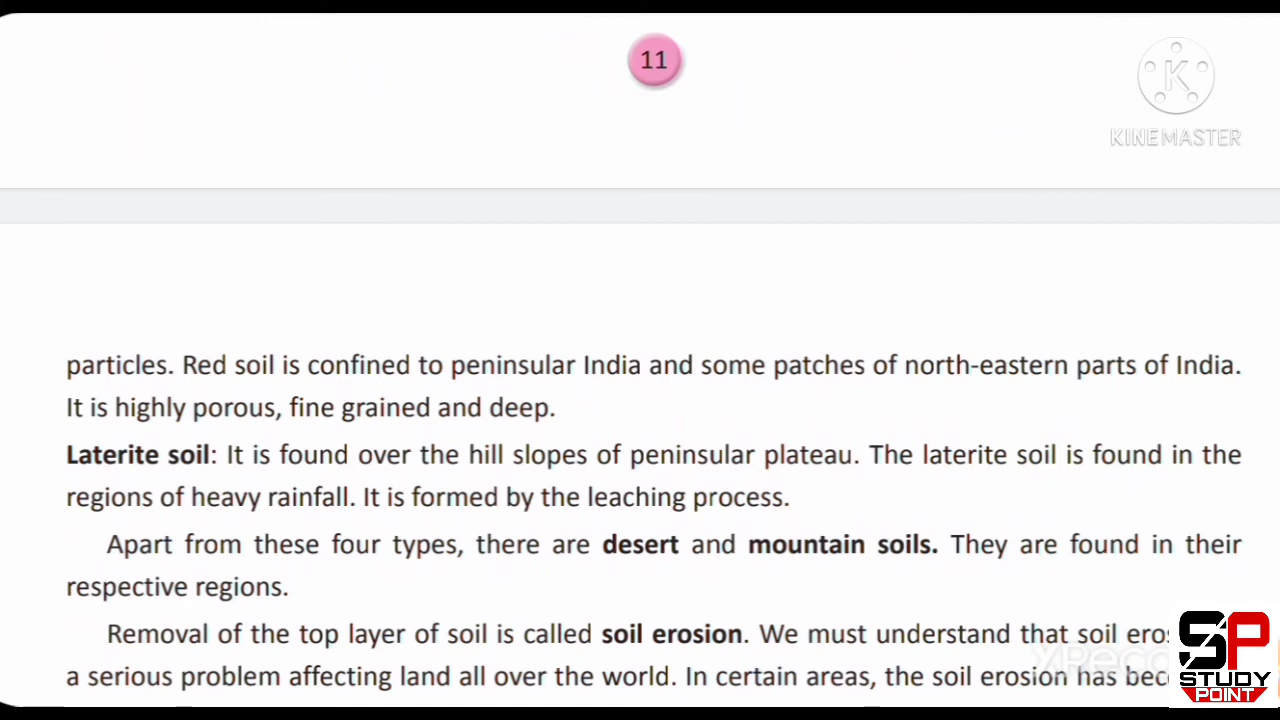 11
K
KINEMASTER
particles. Red soil is confined to peninsular India and some patches of north-eastern parts of India.
It is highly porous, fine grained and deep.
Laterite soil: It is found over the hill slopes of peninsular plateau. The laterite soil is found in the
regions of heavy rainfall. It is formed by the leaching process.
Apart from these four types, there are desert and mountain soils. They are found in their
respective regions.
Removal of the top layer of soil is called soil erosion. We must understand that soil eros
a serious problem affecting land all over the world. In certain areas, the soil erosion has bec
XRec
SP
STUDY
POINT